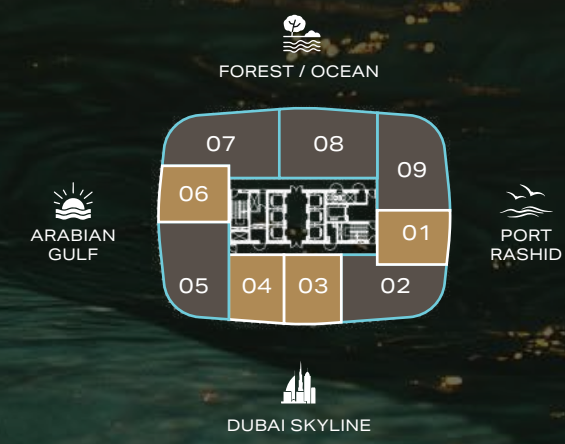 FOREST / OCEAN
07
08
09
06
01
ARABIAN
GULF
PORT
RASHID
05
04
03
02
DUBAI SKYLINE